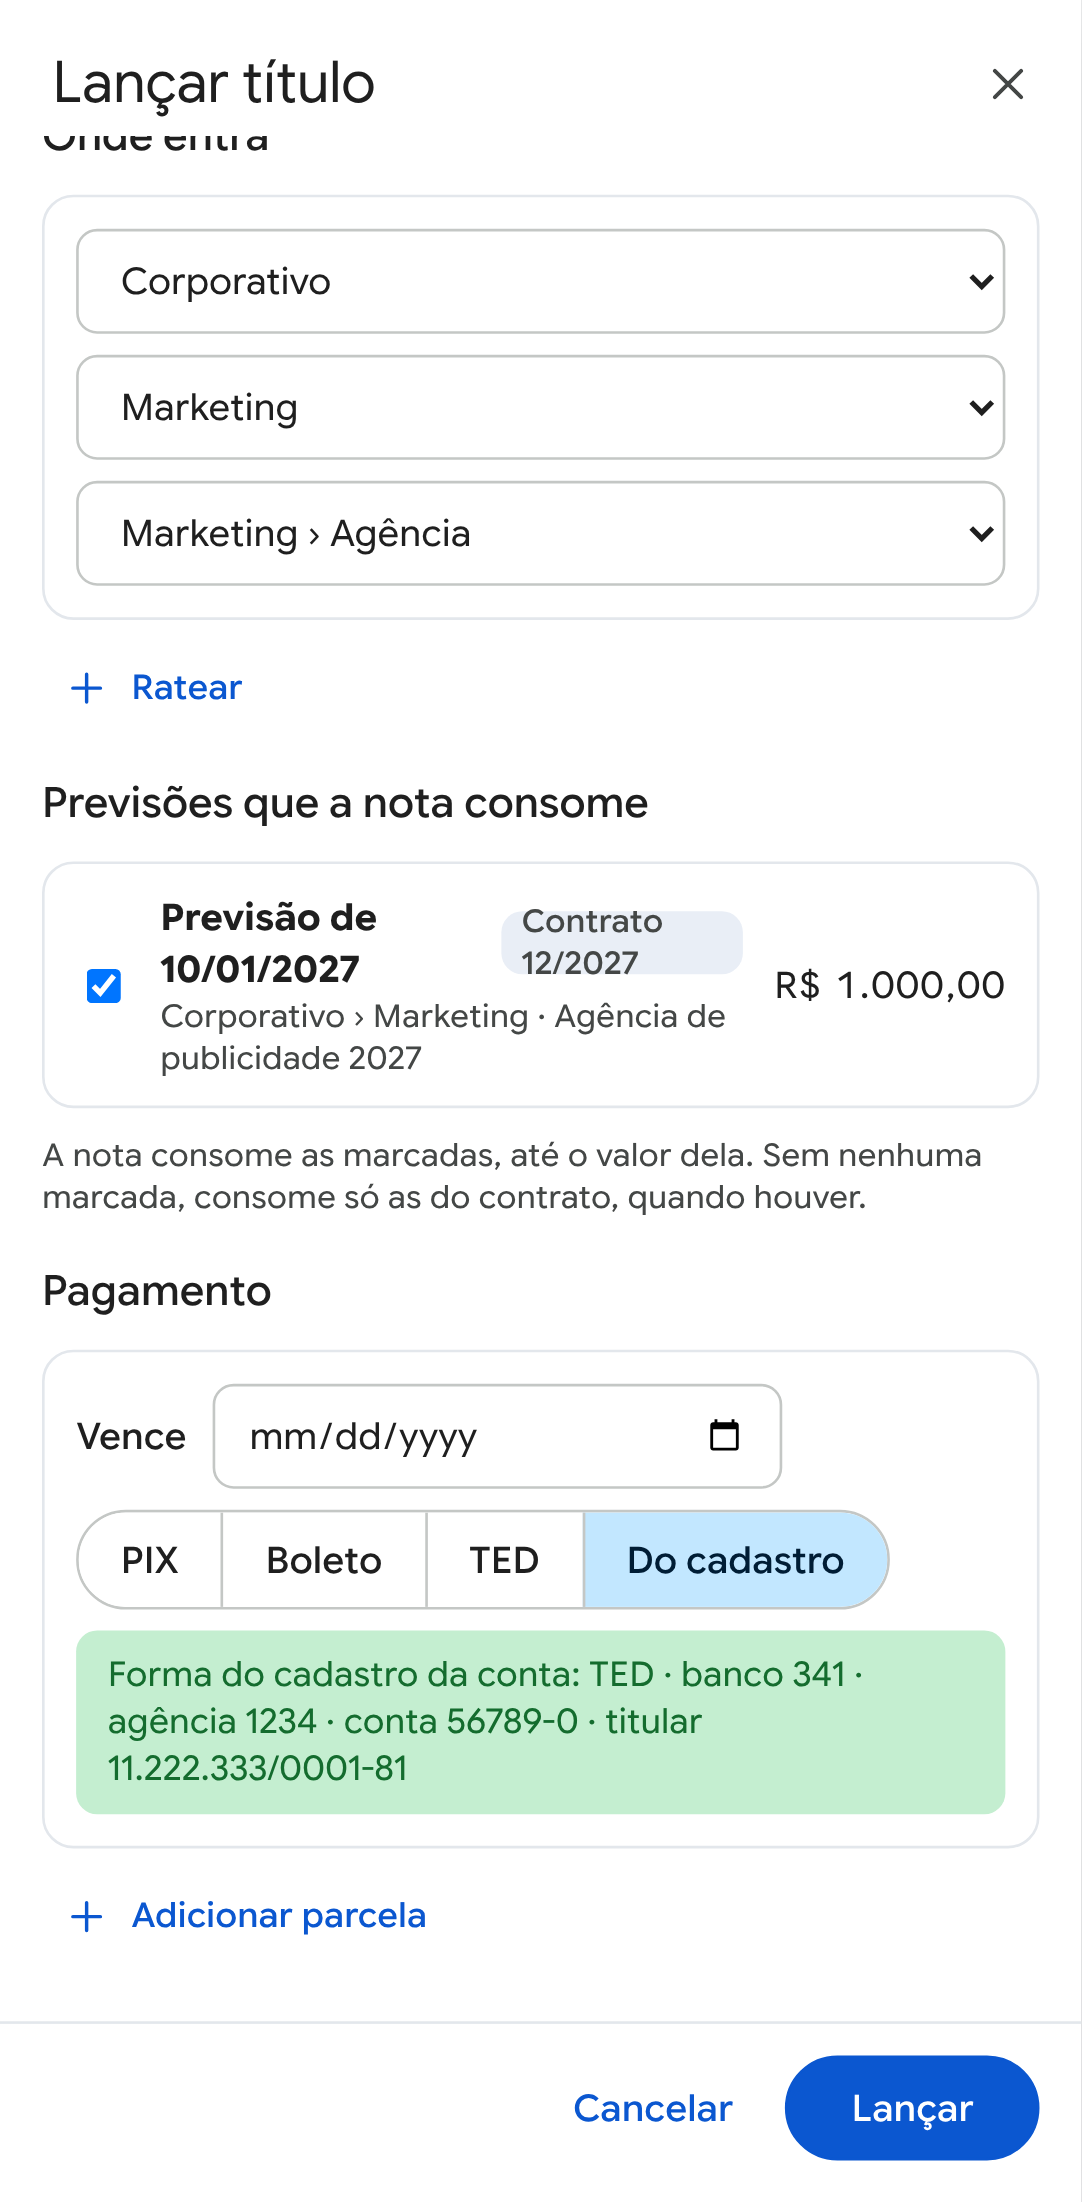 Lançar título
Onde entra
Corporativo
Marketing
Marketing › Agência
Ratear
Previsões que a nota consome
Previsão de
10/01/2027
Contrato
12/2027
Corporativo › Marketing · Agência de
publicidade 2027
R$ 1.000,00
A nota consome as marcadas, até o valor dela. Sem nenhuma
marcada, consome só as do contrato, quando houver.
Pagamento
Vence
mm/dd/yyyy
PIX
Boleto
TED
Do cadastro
Forma do cadastro da conta: TED · banco 341 ·
agência 1234 · conta 56789-0 · titular
11.222.333/0001-81
Adicionar parcela
Cancelar
Lançar